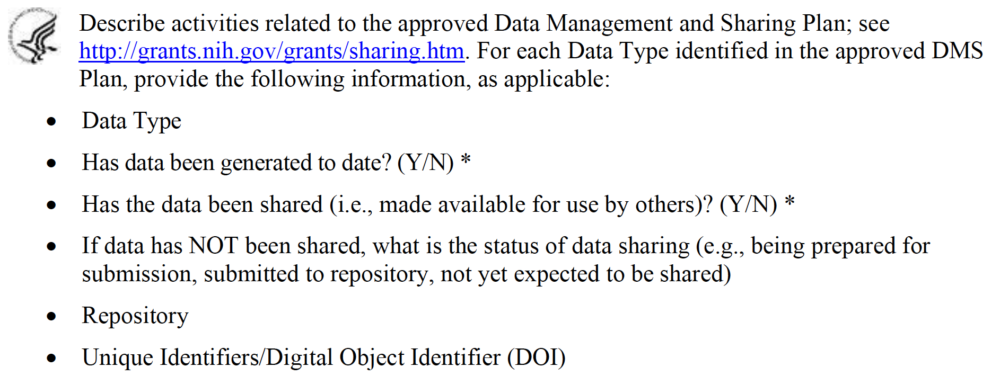 Describe activities related to the approved Data Management and Sharing Plan; see
http://grants.nih.gov/grants/sharing.htm. For each Data Type identified in the approved DMS
Plan, provide the following information, as applicable:
• Data Type
• Has data been generated to date? (Y/N) *
• Has the data been shared (i.e., made available for use by others)? (Y/N) *
• If data has NOT been shared, what is the status of data sharing (e.g., being prepared for
submission, submitted to repository, not yet expected to be shared)
• Repository
• Unique Identifiers/Digital Object Identifier (DOI)